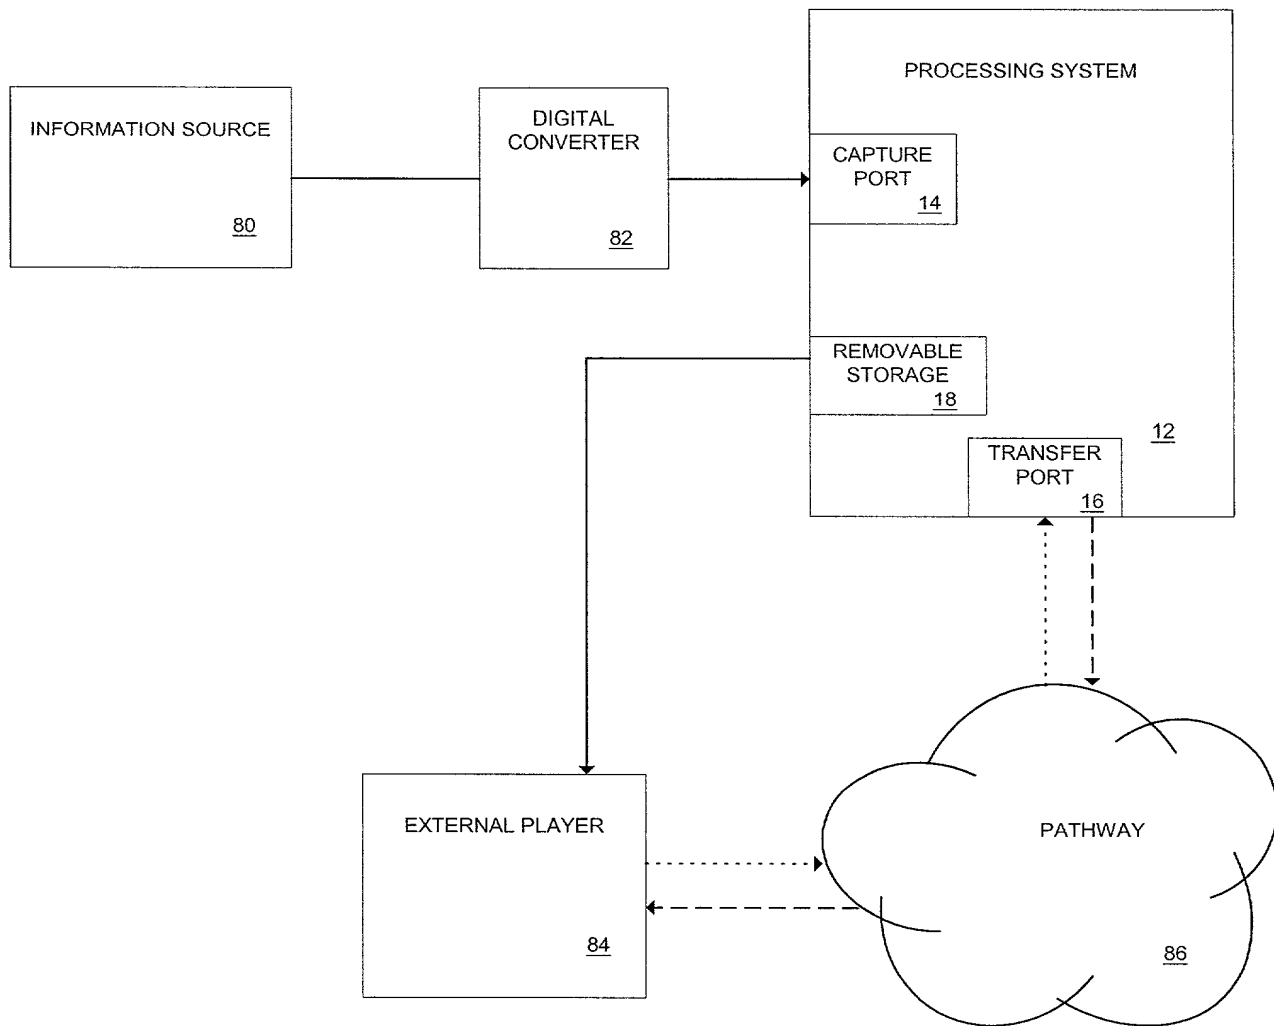 PROCESSING SYSTEM
INFORMATION SOURCE
80
DIGITAL
CONVERTER
82
CAPTURE
PORT
14
REMOVABLE
STORAGE
18
12
TRANSFER
PORT
16
EXTERNAL PLAYER
84
PATHWAY
86